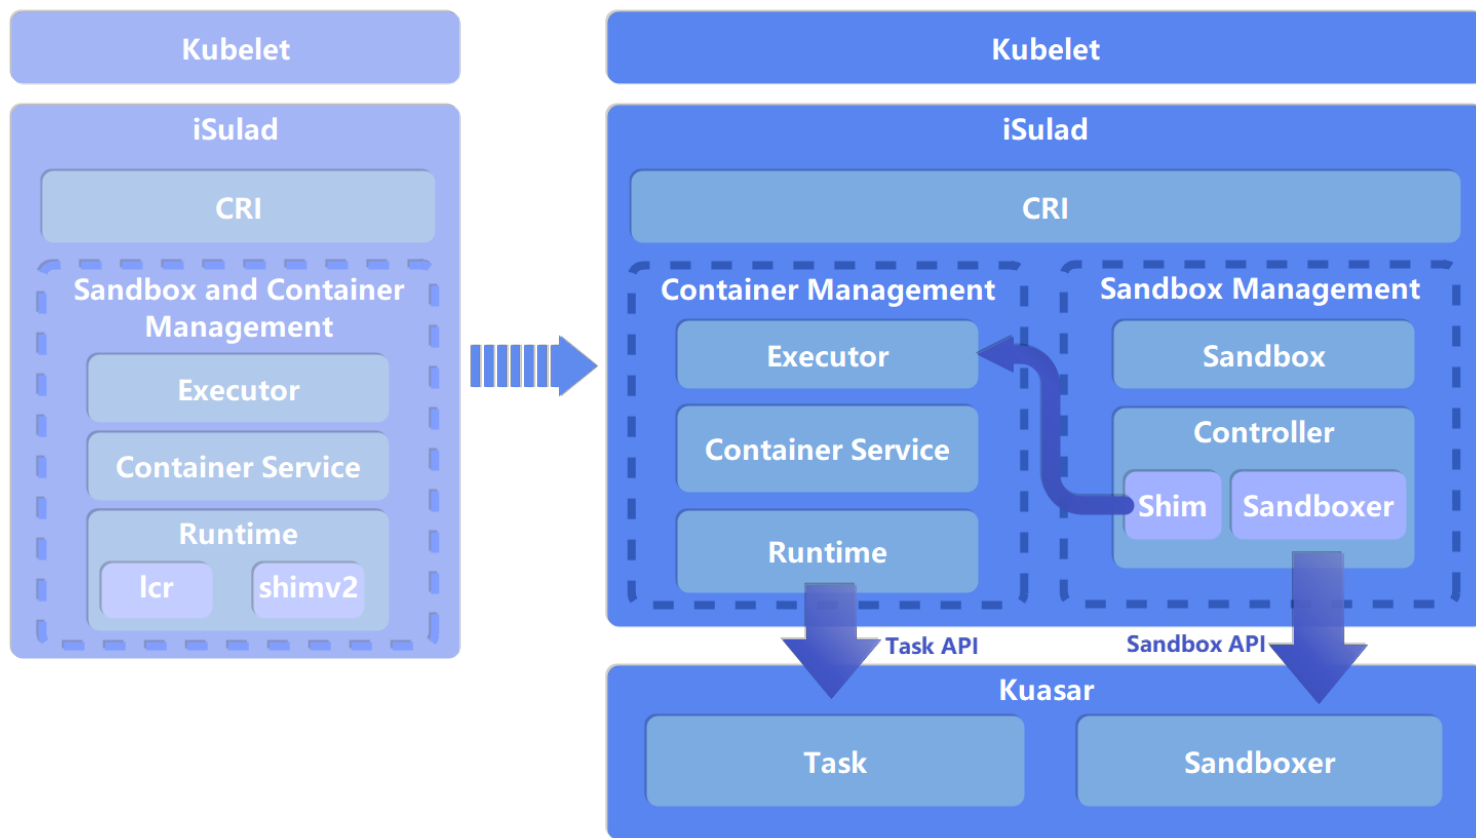 Kubelet
iSulad
CRI
Sandbox and Container
Management
Executor
Container Service
Runtime
lcr
shimv2
Kubelet
iSulad
CRI
Container Management
Executor
Container Service
Runtime
Sandbox Management
Sandbox
Controller
Shim
Sandboxer
Task API
Sandbox API
Kuasar
Task
Sandboxer